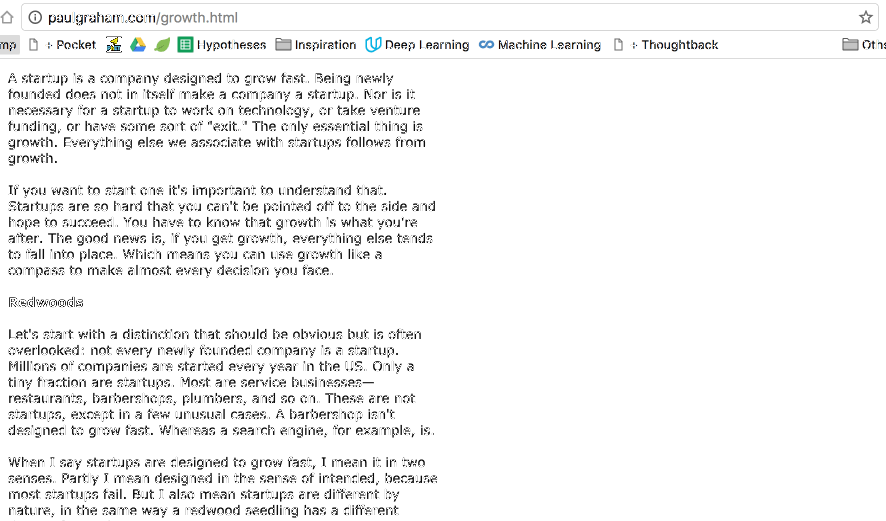 paulgraham.com/growth.html
mp Pocket Hypotheses Inspiration Deep Learning Machine Learning Thoughtback Oth
A startup is a company designed to grow fast. Being newly
founded does not in itself make a company a startup. Nor is it
necessary for a startup to work on technology, or take venture
funding, or have some sort of "exit." The only essential thing is
growth. Everything else we associate with startups follows from
growth.
If you want to start one it's important to understand that.
Startups are so hard that you can't be pointed off to the side and
hope to succeed. You have to know that growth is what you're
after. The good news is, if you get growth, everything else tends
to fall into place. Which means you can use growth like a
compass to make almost every decision you face.
Redwoods
Let's start with a distinction that should be obvious but is often
overlooked: not every newly founded company is a startup.
Millions of companies are started every year in the US. Only a
tiny fraction are startups. Most are service businesses—
restaurants, barbershops, plumbers, and so on. These are not
startups, except in a few unusual cases. A barbershop isn't
designed to grow fast. Whereas a search engine, for example, is.
When I say startups are designed to grow fast, I mean it in two
senses. Partly I mean designed in the sense of intended, because
most startups fail. But I also mean startups are different by
nature, in the same way a redwood seedling has a different